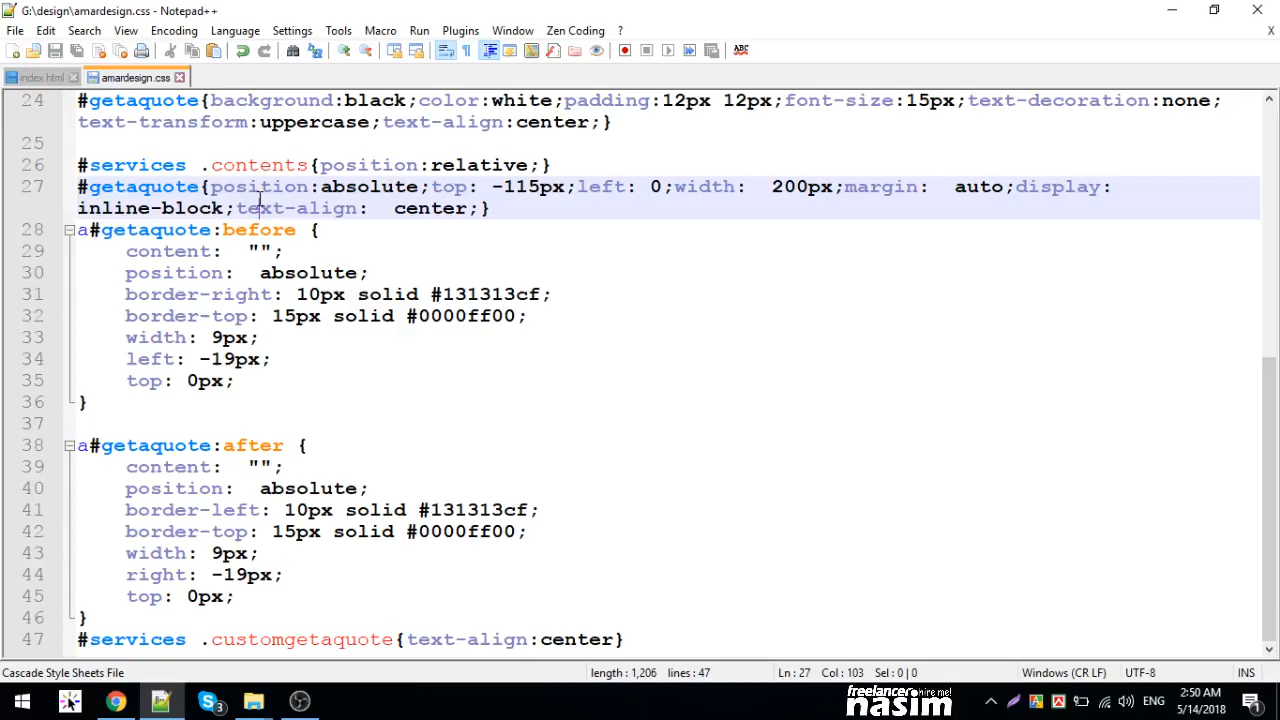 G:\design\amardesign.css - Notepad++
File Edit Search View Encoding Language Settings Tools Macro Run Plugins Window Zen Coding ? X
index.html amardesign.css
24 #getaquote{background:black;color:white;padding:12px 12px;font-size:15px;text-decoration:none;
text-transform:uppercase;text-align:center;}
25
26 #services .contents{position:relative;}
27 #getaquote{position:absolute;top: -115px;left: 0;width: 200px;margin: auto;display:
inline-block;text-align: center;}
28 a#getaquote:before {
29 content: "";
30 position: absolute;
31 border-right: 10px solid #131313cf;
32 border-top: 15px solid #0000ff00;
33 width: 9px;
34 left: -19px;
35 top: 0px;
36 }
37
38 a#getaquote:after {
39 content: "";
40 position: absolute;
41 border-left: 10px solid #131313cf;
42 border-top: 15px solid #0000ff00;
43 width: 9px;
44 right: -19px;
45 top: 0px;
46 }
47 #services .customgetaquote{text-align:center}
Cascade Style Sheets File length : 1,206 lines : 47 Ln : 27 Col : 103 Sel : 0 | 0 Windows (CR LF) UTF-8 INS
3 freelancer hire me! nasim ENG 2:50 AM 5/14/2018 1